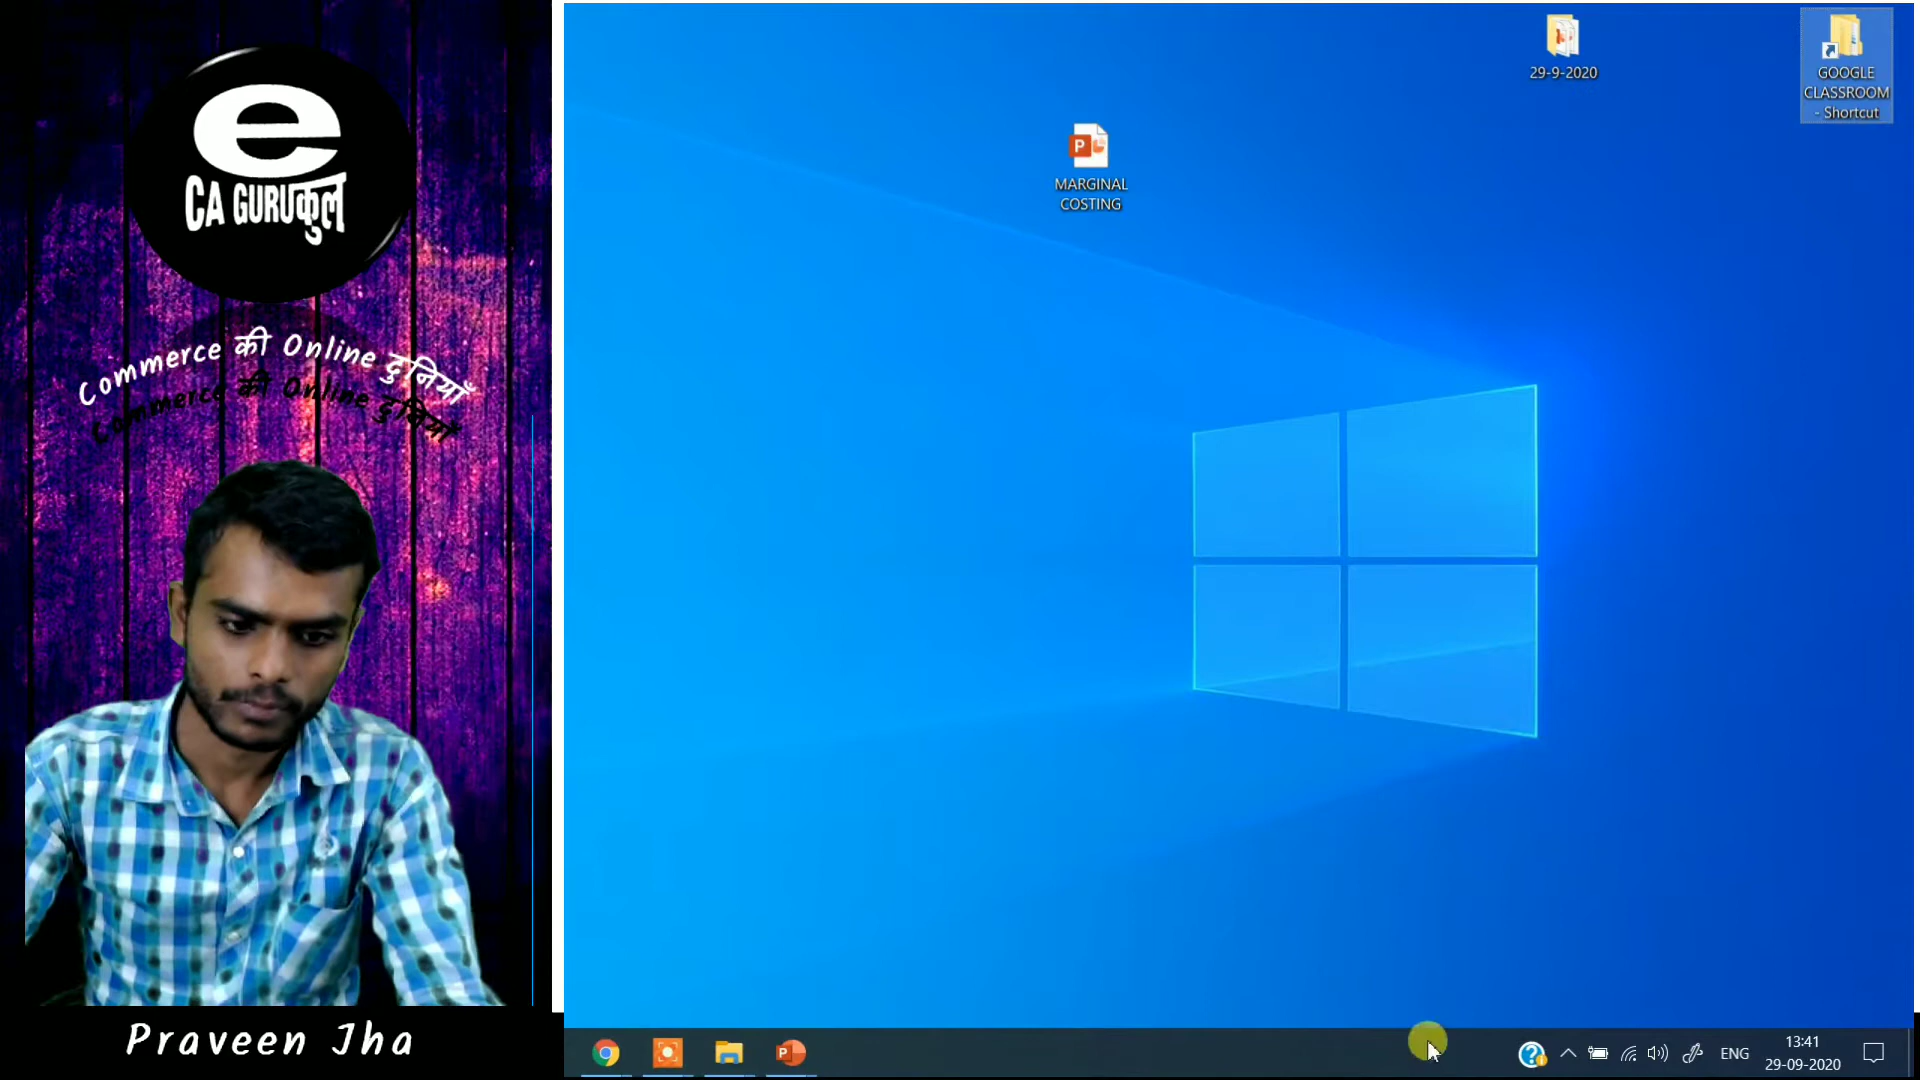 e
CA GURUकुल
Commerce की Online दुनियाँ
Commerce की Online दुनियाँ
Praveen Jha
29-9-2020
GOOGLE
CLASSROOM
- Shortcut
P
MARGINAL
COSTING
P
?
ENG
13:41
29-09-2020